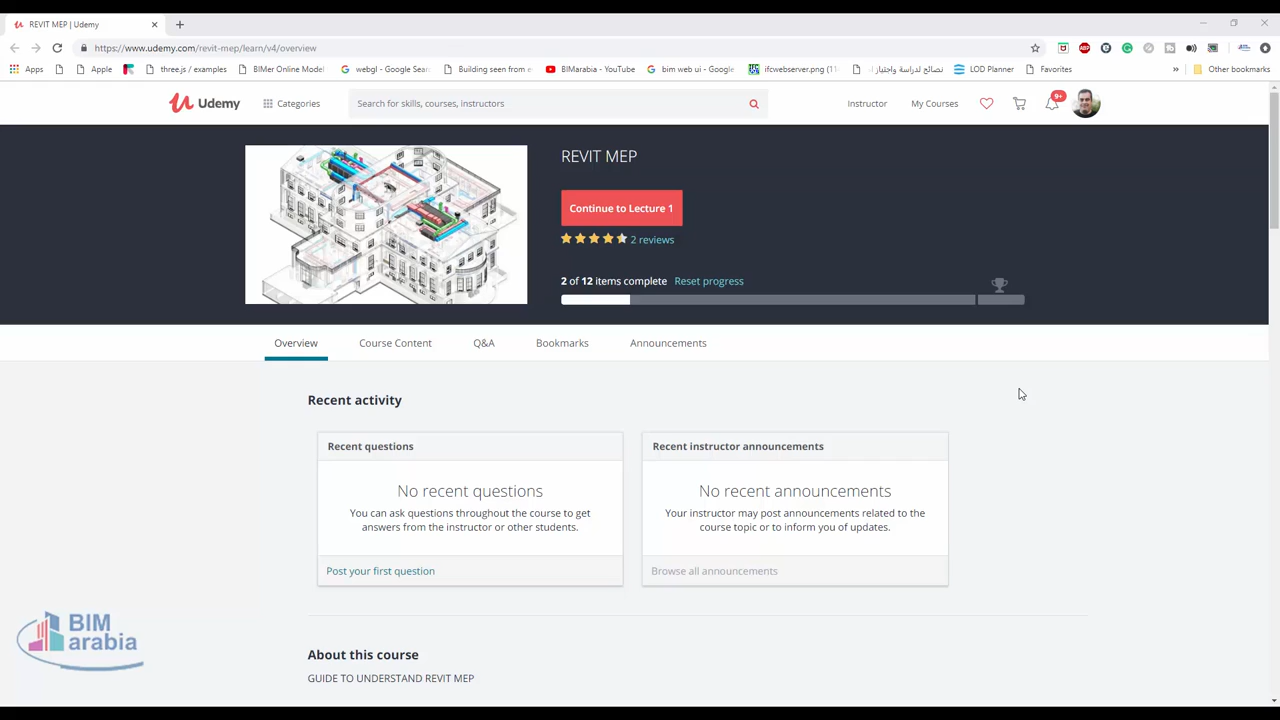 REVIT MEP | Udemy
https://www.udemy.com/revit-mep/learn/v4/overview
Apps
Apple
three.js / examples
BIMer Online Model
webgl - Google Sear
Building seen from e
BIMarabia - YouTube
bim web ui - Google
ifcwebserver.png (11
نصائح لدراسة واجتياز ا
LOD Planner
Favorites
»
Other bookmarks
Udemy
Categories
Search for skills, courses, instructors
Instructor
My Courses
9+
REVIT MEP
Continue to Lecture 1
2 reviews
2 of 12 items complete Reset progress
Overview
Course Content
Q&A
Bookmarks
Announcements
Recent activity
Recent questions
No recent questions
You can ask questions throughout the course to get
answers from the instructor or other students.
Post your first question
Recent instructor announcements
No recent announcements
Your instructor may post announcements related to the
course topic or to inform you of updates.
Browse all announcements
About this course
GUIDE TO UNDERSTAND REVIT MEP
BIM
arabia